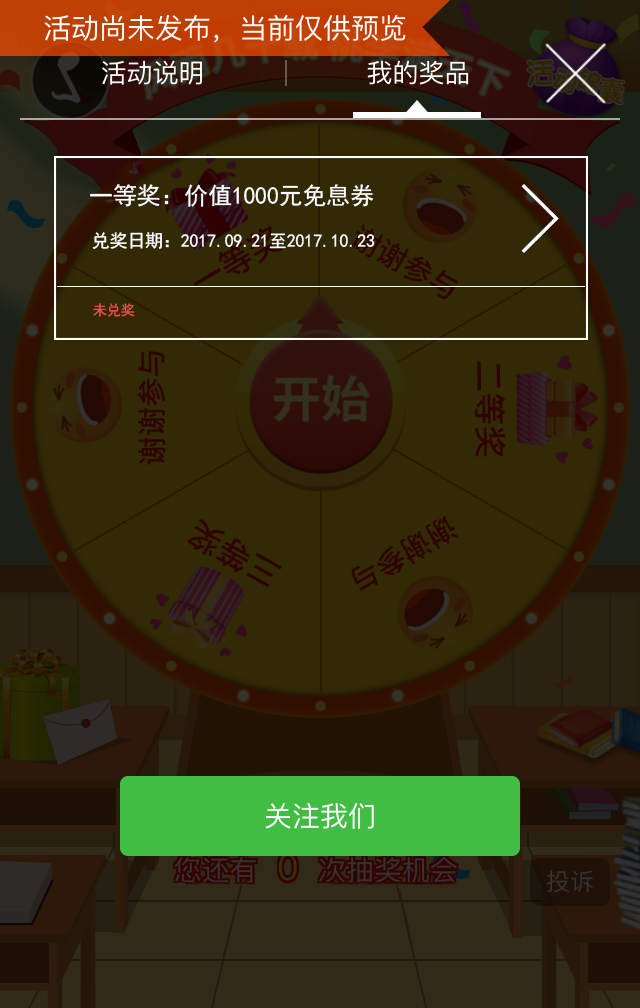 活动尚未发布，当前仅供预览
活动说明
我的奖品
一等奖：价值1000元免息券
兑奖日期：2017.09.21至2017.10.23
未兑奖
一等奖
谢谢参与
谢谢参与
开始
二等奖
三等奖
谢谢参与
关注我们
您还有 0 次抽奖机会
投诉